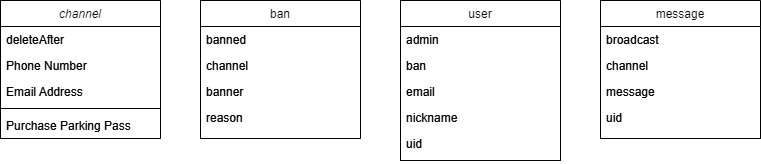 channel
deleteAfter
Phone Number
Email Address
Purchase Parking Pass
ban
banned
channel
banner
reason
user
admin
ban
email
nickname
uid
message
broadcast
channel
message
uid